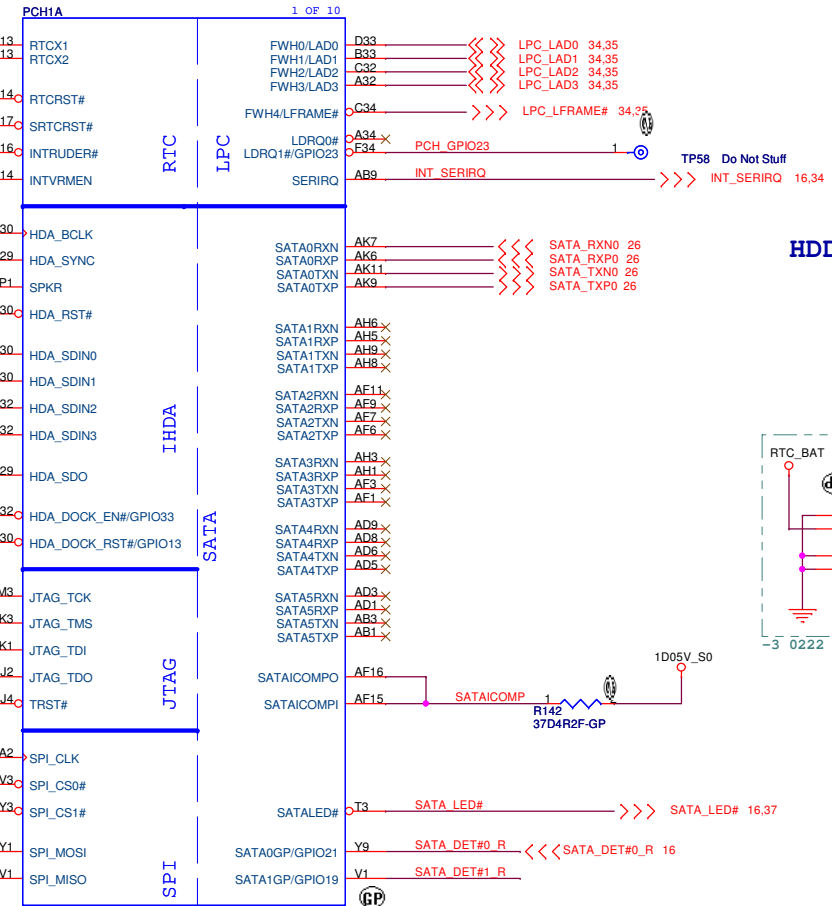 PCH1A 1 OF 10
13 RTCX1 FWH0/LAD0 D33 LPC_LAD0 34,35
13 RTCX2 FWH1/LAD1 B33 LPC_LAD1 34,35
FWH2/LAD2 C32 LPC_LAD2 34,35
FWH3/LAD3 A32 LPC_LAD3 34,35
14 RTCRST#
FWH4/LFRAME# C34 LPC_LFRAME# 34,35
17 SRTCRST#
RTC LPC
LDRQ0# A34
16 INTRUDER# LDRQ1#/GPIO23 F34 PCH_GPIO23 1
TP58 Do Not Stuff
14 INTVRMEN SERIRQ AB9 INT_SERIRQ INT_SERIRQ 16,34
30 HDA_BCLK
SATA0RXN AK7 SATA_RXN0 26
HDD
29 HDA_SYNC SATA0RXP AK6 SATA_RXP0 26
SATA0TXN AK11 SATA_TXN0 26
P1 SPKR SATA0TXP AK9 SATA_TXP0 26
30 HDA_RST#
SATA1RXN AH6
SATA1RXP AH5
30 HDA_SDIN0 SATA1TXN AH9
SATA1TXP AH8
30 HDA_SDIN1
SATA2RXN AF11
32 HDA_SDIN2 SATA2RXP AF9
SATA2TXN AF7
32 HDA_SDIN3 SATA2TXP AF6
IHDA
RTC_BAT
SATA3RXN AH3
29 HDA_SDO SATA3RXP AH1
SATA3TXN AF3
SATA3TXP AF1
32 HDA_DOCK_EN#/GPIO33
SATA
SATA4RXN AD9
30 HDA_DOCK_RST#/GPIO13 SATA4RXP AD8
SATA4TXN AD6
SATA4TXP AD5
M3 JTAG_TCK SATA5RXN AD3
SATA5RXP AD1
K3 JTAG_TMS SATA5TXN AB3
SATA5TXP AB1
-3 0222
K1 JTAG_TDI
1D05V_S0
JTAG
J2 JTAG_TDO SATAICOMPO AF16
J4 TRST# SATAICOMPI AF15 SATAICOMP 1
R142
37D4R2F-GP
A2 SPI_CLK
V3 SPI_CS0#
Y3 SPI_CS1# SATALED# T3 SATA_LED# SATA_LED# 16,37
Y1 SPI_MOSI SATA0GP/GPIO21 Y9 SATA_DET#0_R SATA_DET#0_R 16
V1 SPI_MISO SATA1GP/GPIO19 V1 SATA_DET#1_R
SPI
GP